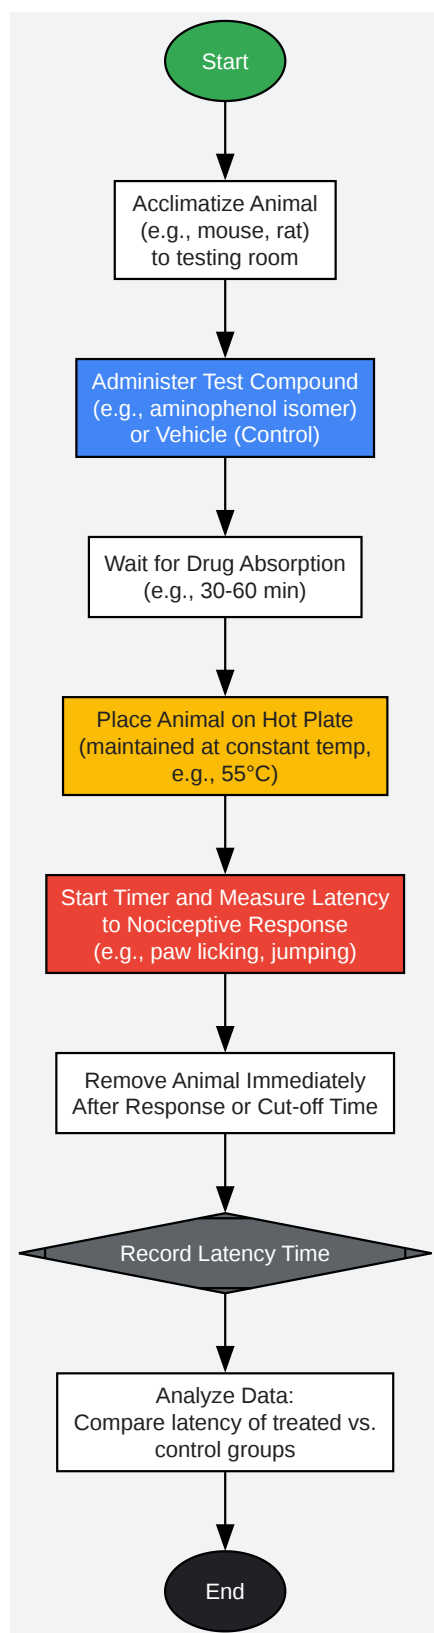 Start
Acclimatize Animal
(e.g., mouse, rat)
to testing room
Administer Test Compound
(e.g., aminophenol isomer)
or Vehicle (Control)
Wait for Drug Absorption
(e.g., 30-60 min)
Place Animal on Hot Plate
(maintained at constant temp,
e.g., 55°C)
Start Timer and Measure Latency
to Nociceptive Response
(e.g., paw licking, jumping)
Remove Animal Immediately
After Response or Cut-off Time
Record Latency Time
Analyze Data:
Compare latency of treated vs.
control groups
End